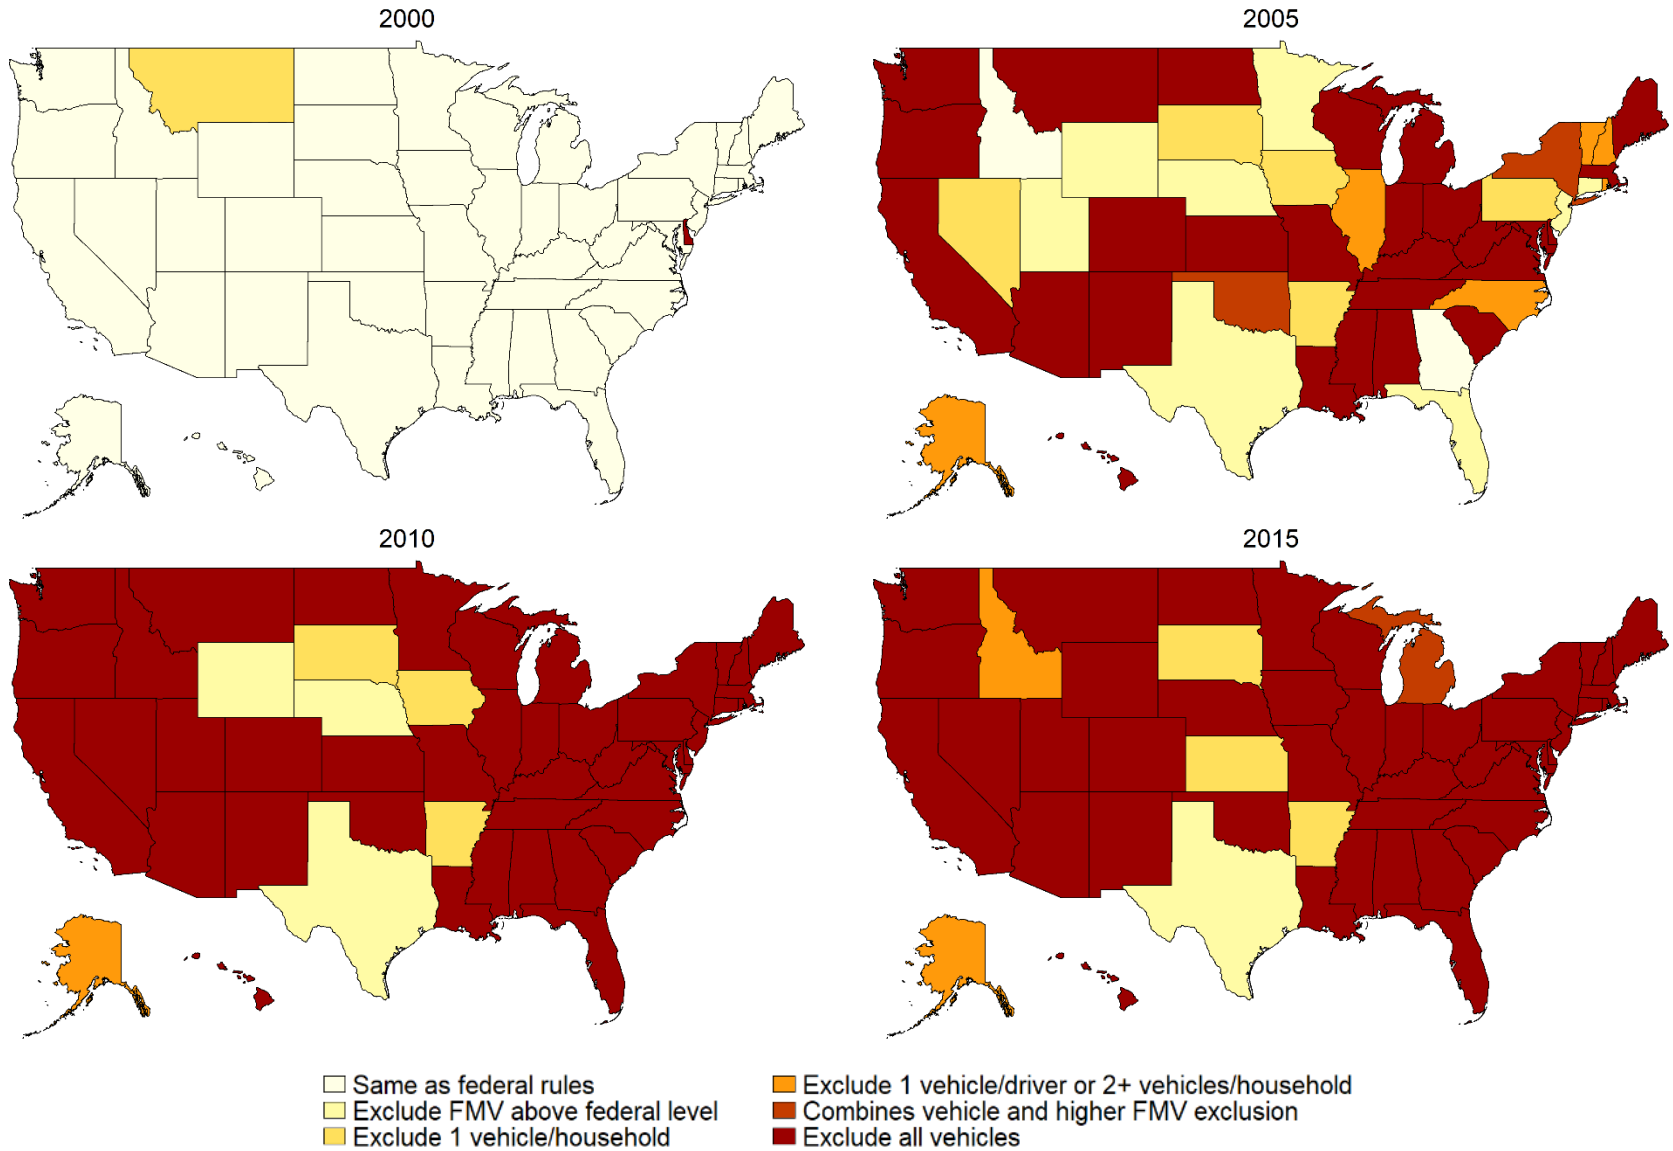 2000
2005
2010
2015
Same as federal rules
Exclude FMV above federal level
Exclude 1 vehicle/household
Exclude 1 vehicle/driver or 2+ vehicles/household
Combines vehicle and higher FMV exclusion
Exclude all vehicles